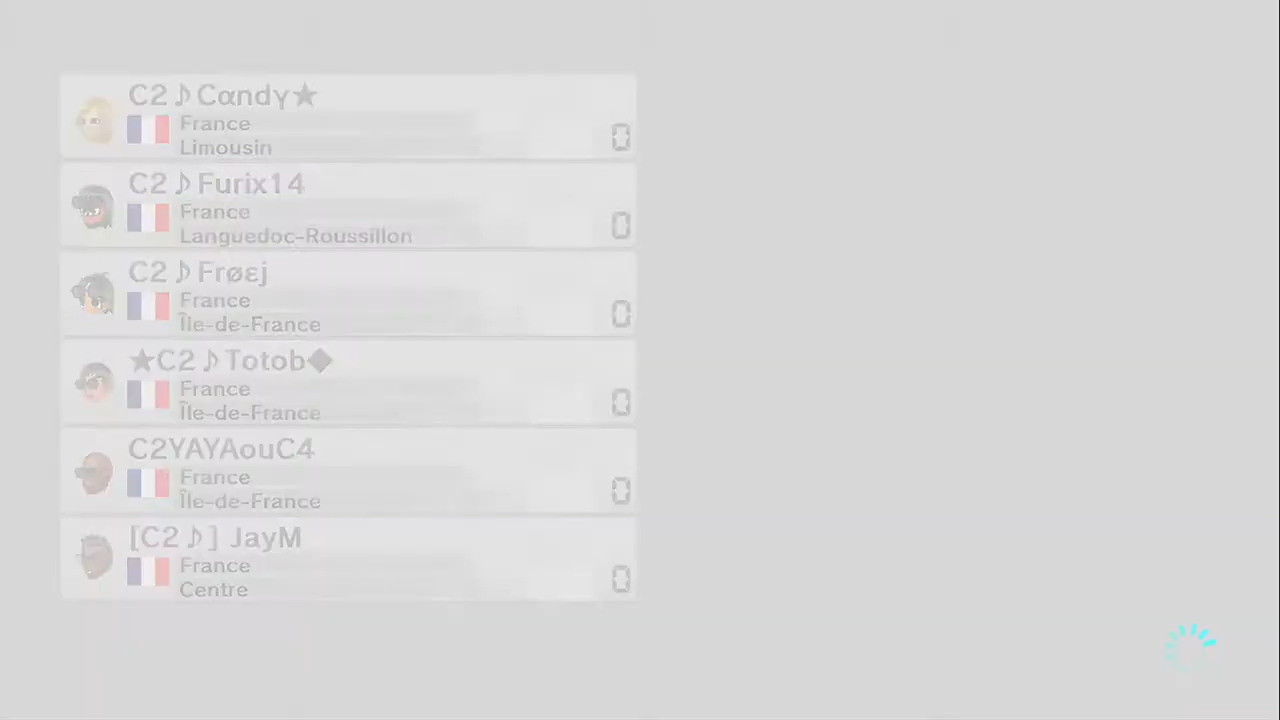 C2♪Cαndγ★
France
Limousin
0
C2♪Furix14
France
Languedoc-Roussillon
0
C2♪Frøεj
France
Île-de-France
0
★C2♪Totob◆
France
Île-de-France
0
C2YAYAouC4
France
Île-de-France
0
[C2♪] JayM
France
Centre
0